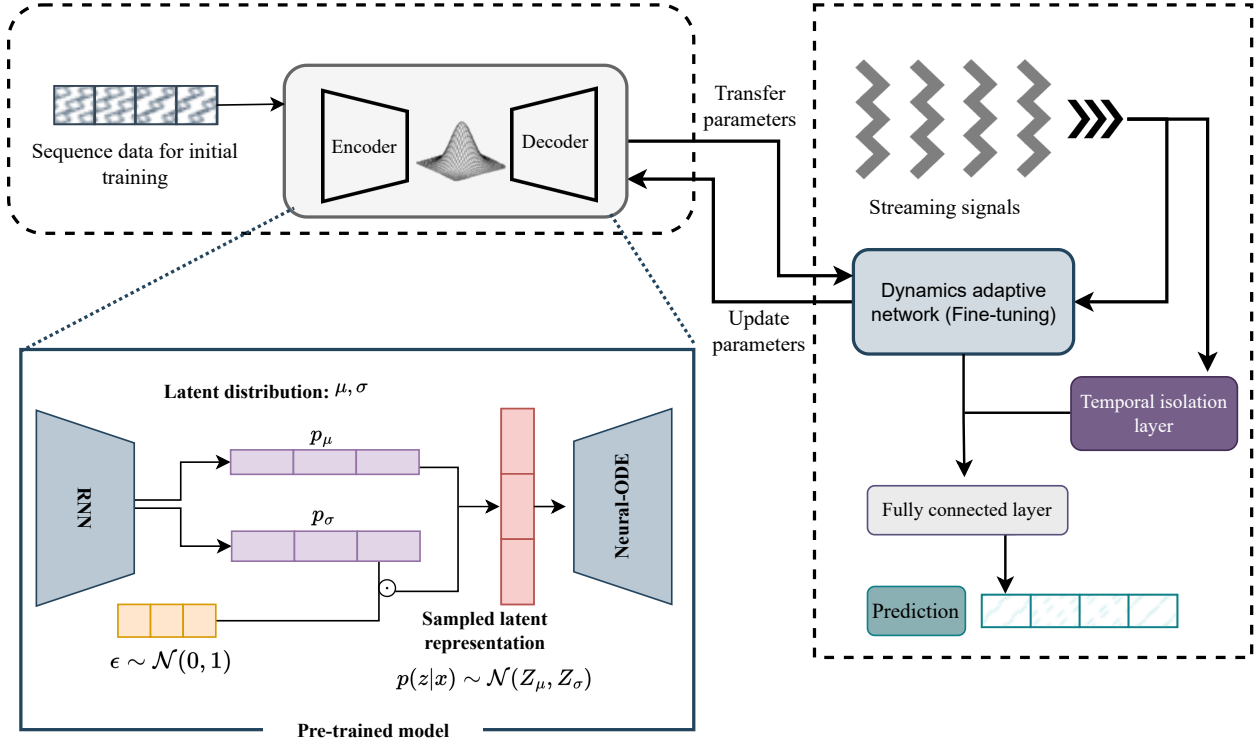 Sequence data for initial
training
Encoder
Decoder
Transfer
parameters
Update
parameters
Streaming signals
Dynamics adaptive
network (Fine-tuning)
Temporal isolation
layer
Fully connected layer
Prediction
Latent distribution: μ, σ
RNN
p_μ
p_σ
ϵ ∼ 𝒩(0, 1)
Sampled latent
representation
p(z|x) ∼ 𝒩(Z_μ, Z_σ)
Neural-ODE
Pre-trained model